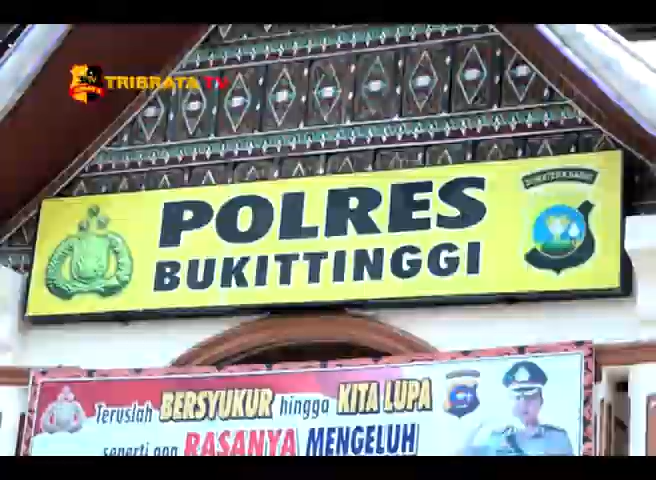 TRIBRATA TV
SUMATERA BARAT
POLRES
BUKITTINGGI
Teruslah BERSYUKUR hingga KITA LUPA
seperti apa RASANYA MENGELUH